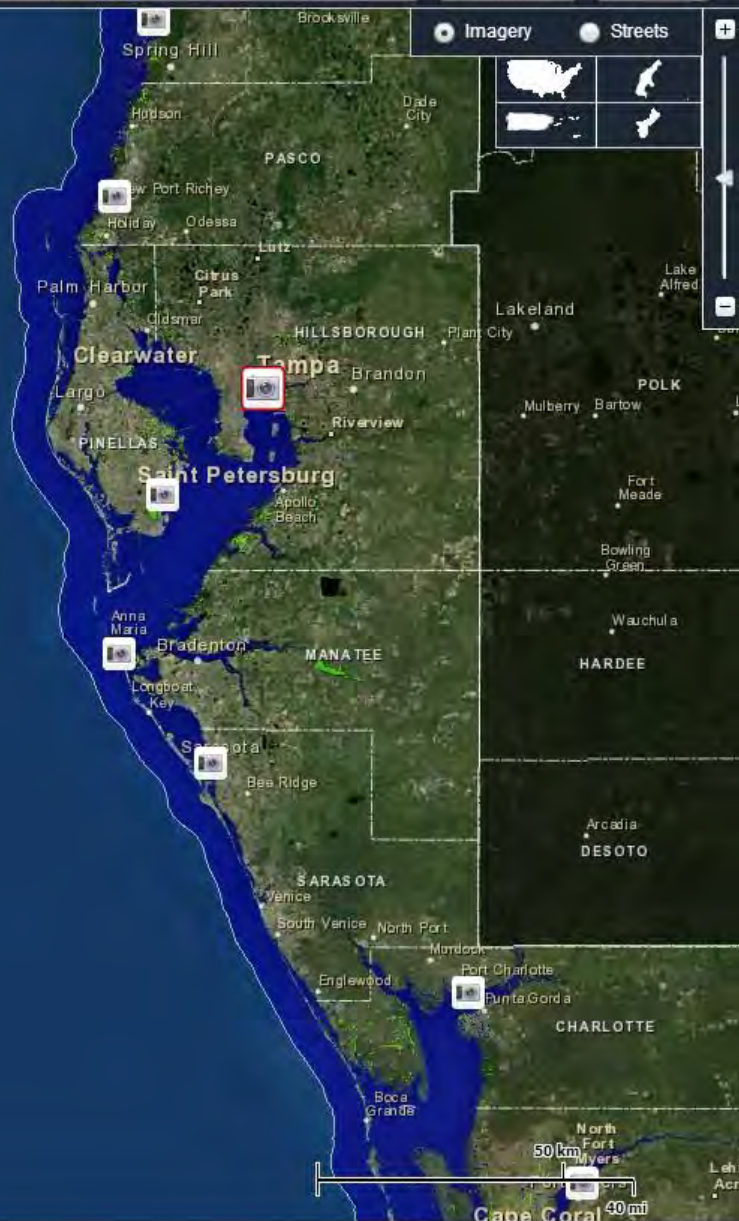 Brooksville
Imagery
Streets
Spring Hill
Hudson
Dade
City
PASCO
ew Port Richey
Holiday
Odessa
Lutz
Citrus
Park
Lake
Alfred
Palm Harbor
Oldsmar
Lakeland
HILLSBOROUGH
Plant City
Clearwater
Tampa
Brandon
Largo
POLK
Mulberry
Bartow
Riverview
PINELLAS
Saint Petersburg
Fort
Meade
Apollo
Beach
Bowling
Green
Anna
Maria
Wauchula
Bradenton
MANATEE
HARDEE
Longboat
Key
Sarasota
Bee Ridge
Arcadia
DESOTO
SARASOTA
Venice
South Venice
North Port
Murdock
Port Charlotte
Englewood
Punta Gorda
CHARLOTTE
Boca
Grande
North
Fort
Myers
50 km
Leh
Acr
40 mi
Cape Coral